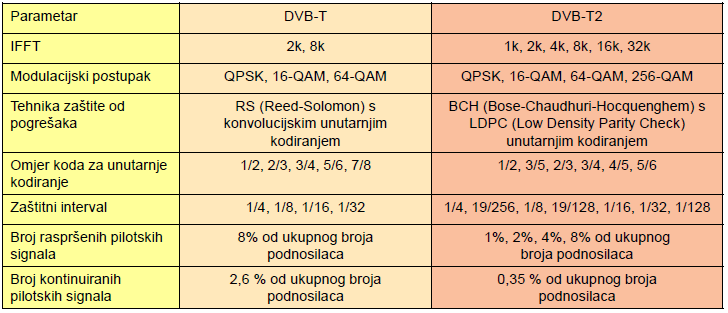 Parametar DVB-T DVB-T2
IFFT 2k, 8k 1k, 2k, 4k, 8k, 16k, 32k
Modulacijski postupak QPSK, 16-QAM, 64-QAM QPSK, 16-QAM, 64-QAM, 256-QAM
Tehnika zaštite od
pogrešaka
RS (Reed-Solomon) s
konvolucijskim unutarnjim
kodiranjem
BCH (Bose-Chaudhuri-Hocquenghem) s
LDPC (Low Density Parity Check)
unutarnjim kodiranjem
Omjer koda za unutarnje
kodiranje
1/2, 2/3, 3/4, 5/6, 7/8
1/2, 3/5, 2/3, 3/4, 4/5, 5/6
Zaštitni interval 1/4, 1/8, 1/16, 1/32 1/4, 19/256, 1/8, 19/128, 1/16, 1/32, 1/128
Broj raspršenih pilotskih
signala
8% od ukupnog broja
podnosilaca
1%, 2%, 4%, 8% od ukupnog
broja podnosilaca
Broj kontinuiranih
pilotskih signala
2,6 % od ukupnog broja
podnosilaca
0,35 % od ukupnog broja
podnosilaca